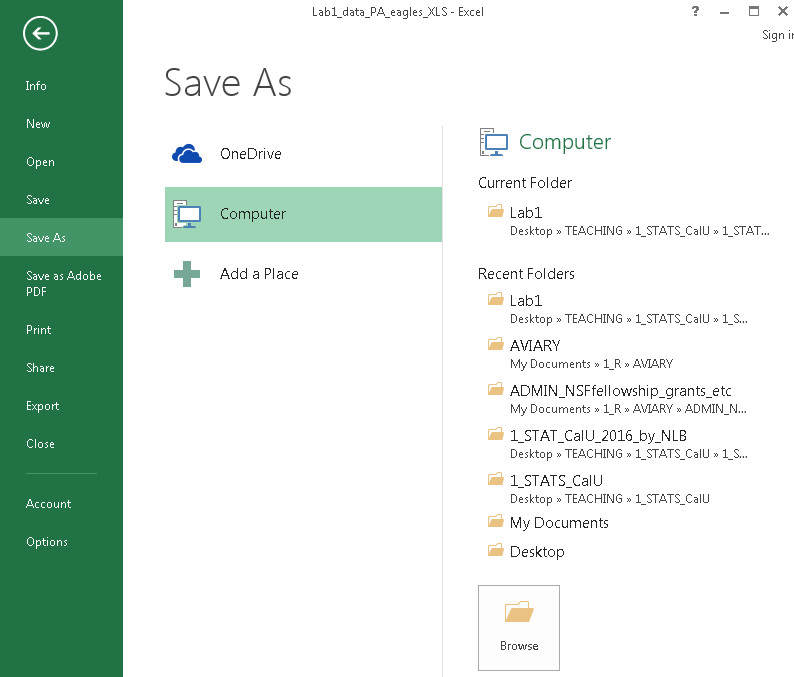 Lab1_data_PA_eagles_XLS - Excel
?
Sign in
Info
New
Open
Save
Save As
Save as Adobe
PDF
Print
Share
Export
Close
Account
Options
Save As
OneDrive
Computer
Add a Place
Computer
Current Folder
Lab1
Desktop » TEACHING » 1_STATS_CalU » 1_STAT...
Recent Folders
Lab1
Desktop » TEACHING » 1_STATS_CalU » 1_S...
AVIARY
My Documents » 1_R » AVIARY
ADMIN_NSFfellowship_grants_etc
My Documents » 1_R » AVIARY » ADMIN_N...
1_STAT_CalU_2016_by_NLB
Desktop » TEACHING » 1_STATS_CalU » 1_S...
1_STATS_CalU
Desktop » TEACHING » 1_STATS_CalU
My Documents
Desktop
Browse